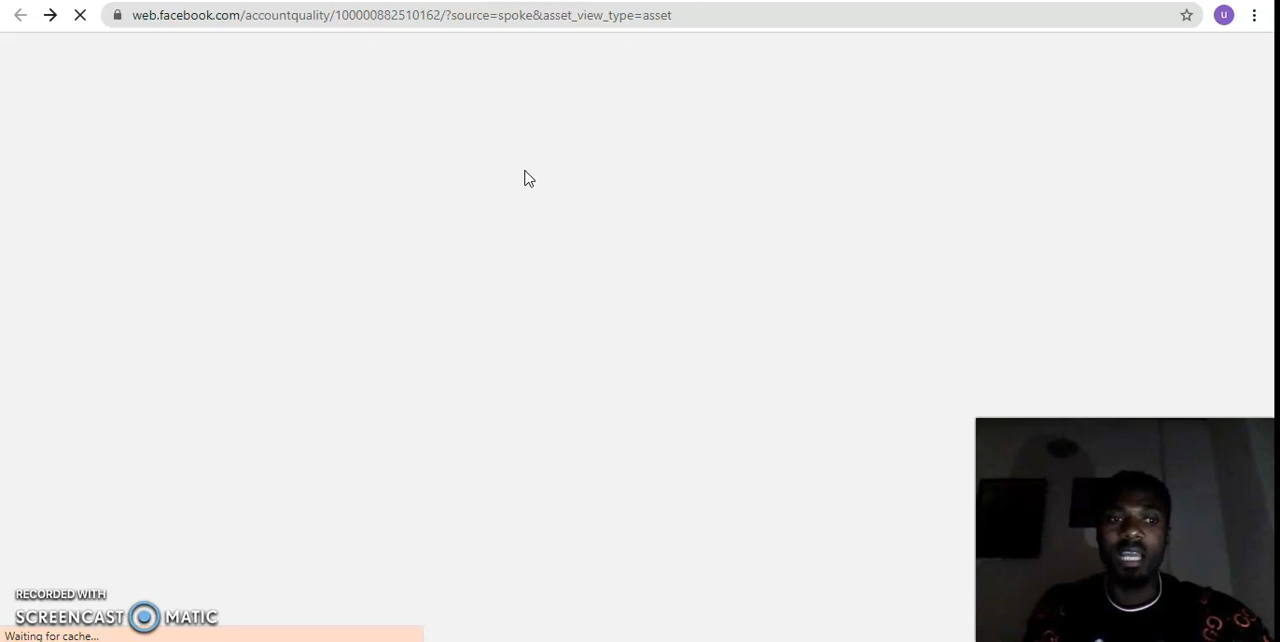 web.facebook.com/accountquality/100000882510162/?source=spoke&asset_view_type=asset
U
RECORDED WITH
SCREENCAST MATIC
Waiting for cache...